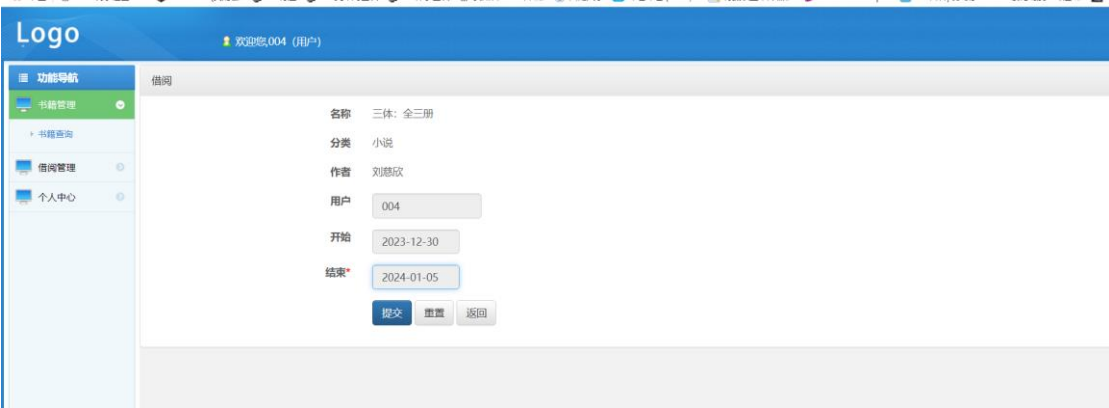 Logo
欢迎您,004 (用户)
功能导航
书籍管理
书籍查询
借阅管理
个人中心
借阅
名称 三体：全三册
分类 小说
作者 刘慈欣
用户 004
开始 2023-12-30
结束* 2024-01-05
提交 重置 返回